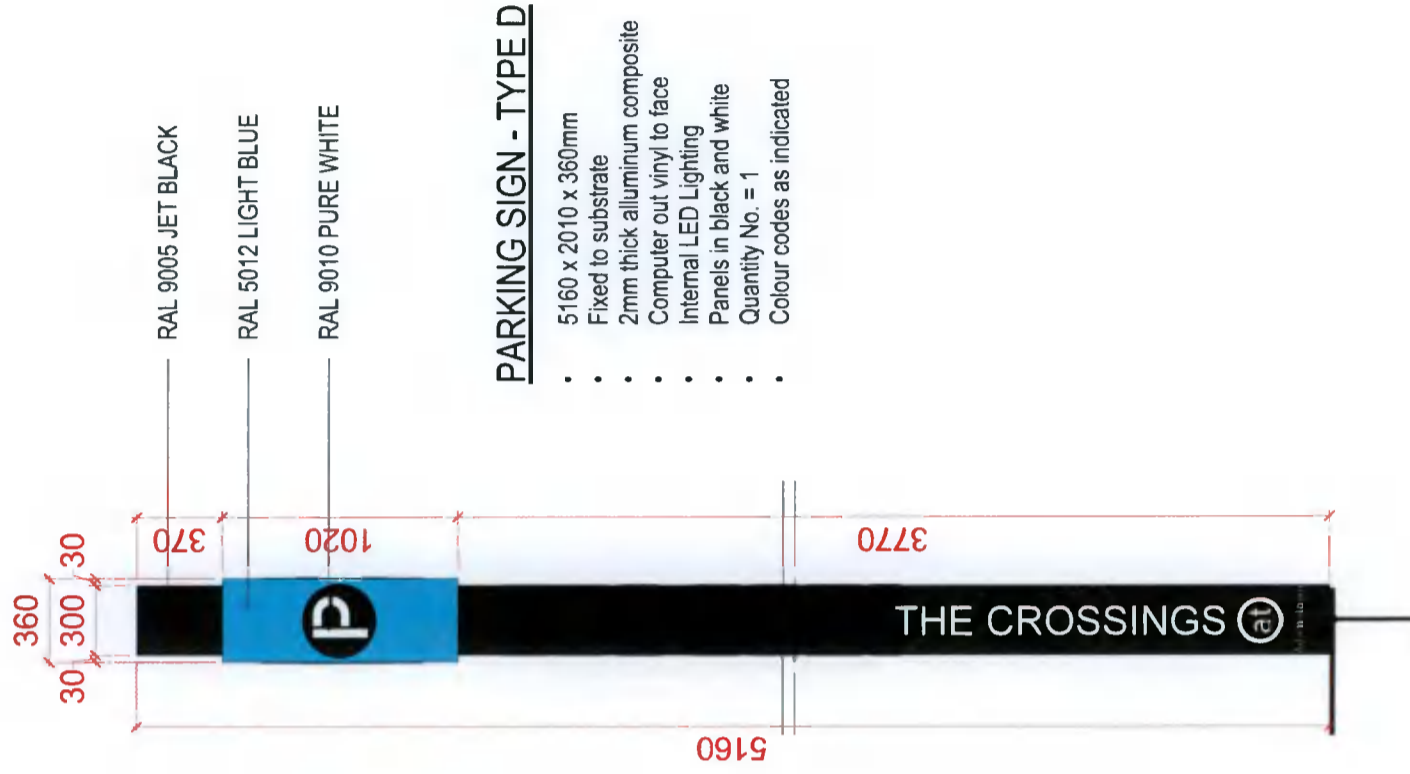 RAL 9005 JET BLACK
RAL 5012 LIGHT BLUE
RAL 9010 PURE WHITE
PARKING SIGN - TYPE D
• 5160 x 2010 x 360mm
• Fixed to substrate
• 2mm thick alluminum composite
• Computer out vinyl to face
• Internal LED Lighting
• Panels in black and white
• Quantity No. = 1
• Colour codes as indicated
360
30
300
30
370
1020
3770
5160
P
THE CROSSINGS
at